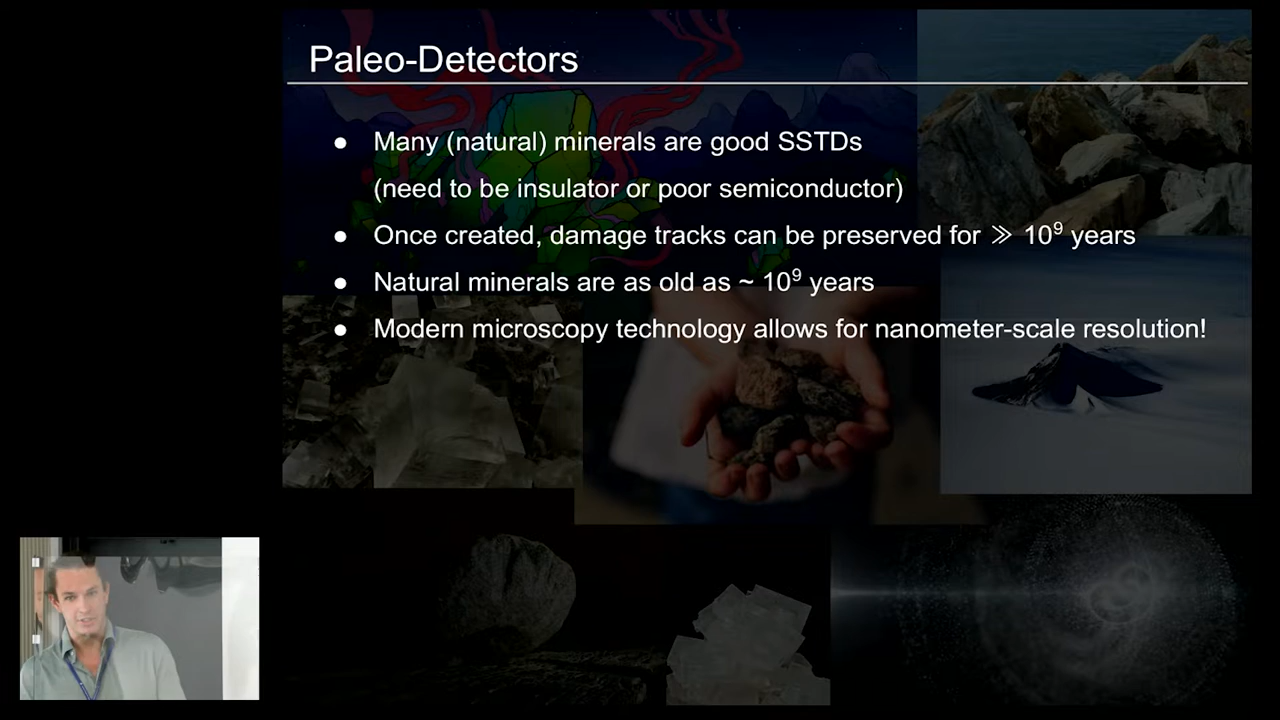 Paleo-Detectors
● Many (natural) minerals are good SSTDs
(need to be insulator or poor semiconductor)
● Once created, damage tracks can be preserved for ≫ 10⁹ years
● Natural minerals are as old as ~ 10⁹ years
● Modern microscopy technology allows for nanometer-scale resolution!